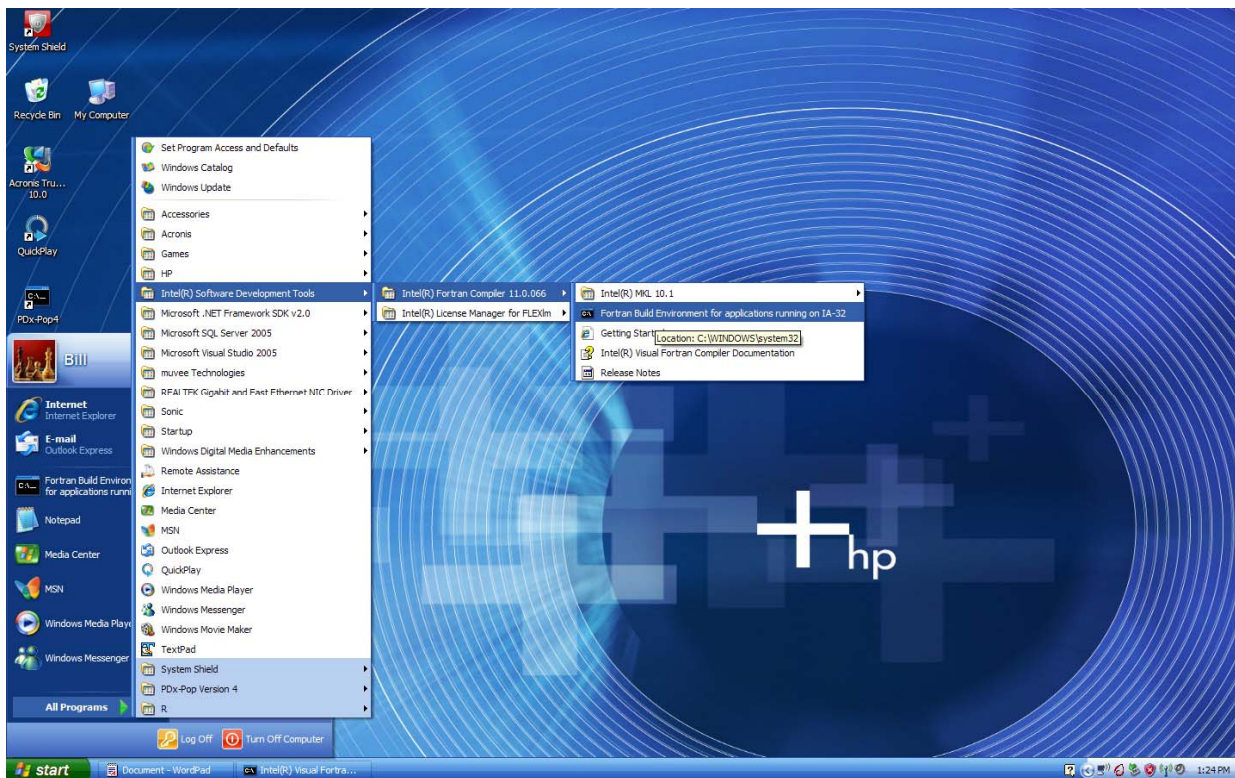 System Shield
Recycle Bin
My Computer
Acronis Tru...
10.0
QuickPlay
C:\_
PDx-Pop4
Bill
Internet
Internet Explorer
E-mail
Outlook Express
Fortran Build Environ
for applications runni
Notepad
Media Center
MSN
Windows Media Playe
Windows Messenger
All Programs
Set Program Access and Defaults
Windows Catalog
Windows Update
Accessories
Acronis
Games
HP
Intel(R) Software Development Tools
Microsoft .NET Framework SDK v2.0
Microsoft SQL Server 2005
Microsoft Visual Studio 2005
muvee Technologies
REALTEK Gigabit and Fast Ethernet NIC Driver
Sonic
Startup
Windows Digital Media Enhancements
Remote Assistance
Internet Explorer
Media Center
MSN
Outlook Express
QuickPlay
Windows Media Player
Windows Messenger
Windows Movie Maker
TextPad
System Shield
PDx-Pop Version 4
R
Intel(R) Fortran Compiler 11.0.066
Intel(R) License Manager for FLEXlm
Intel(R) MKL 10.1
Fortran Build Environment for applications running on IA-32
Getting Start
Location: C:\WINDOWS\system32
Intel(R) Visual Fortran Compiler Documentation
Release Notes
hp
Log Off
Turn Off Computer
start
Document - WordPad
Intel(R) Visual Fortra...
1:24 PM